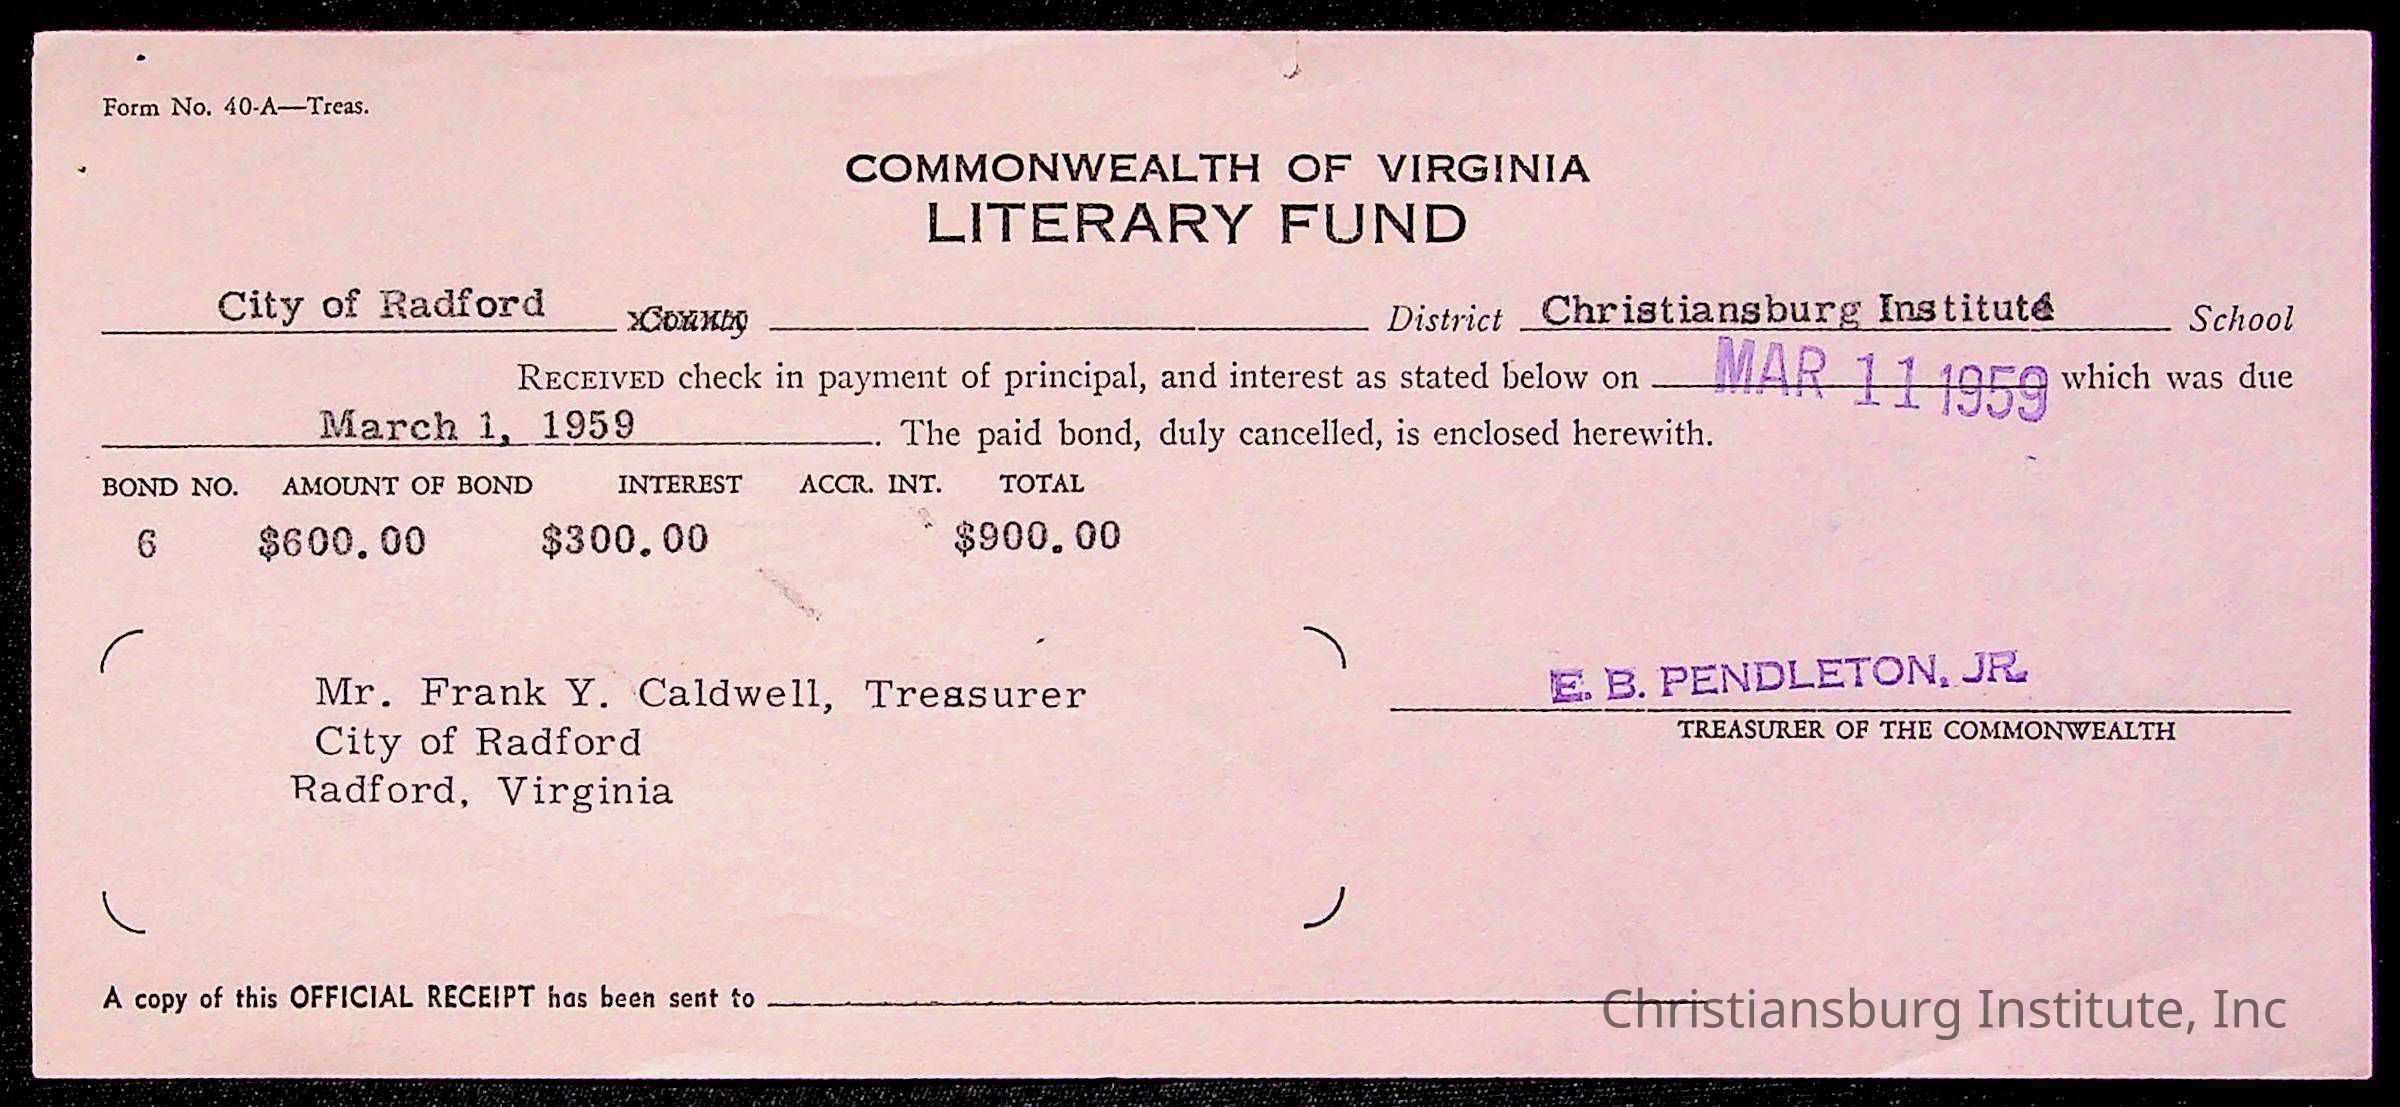 Form No. 40-A—Treas.
COMMONWEALTH OF VIRGINIA
LITERARY FUND
City of Radford County District Christiansburg Institute School
RECEIVED check in payment of principal, and interest as stated below on MAR 11 1959 which was due
March 1, 1959. The paid bond, duly cancelled, is enclosed herewith.
BOND NO. AMOUNT OF BOND INTEREST ACCR. INT. TOTAL
6 $600.00 $300.00 $900.00
Mr. Frank Y. Caldwell, Treasurer
City of Radford
Radford, Virginia
E. B. PENDLETON, JR.
TREASURER OF THE COMMONWEALTH
A copy of this OFFICIAL RECEIPT has been sent to
Christiansburg Institute, Inc